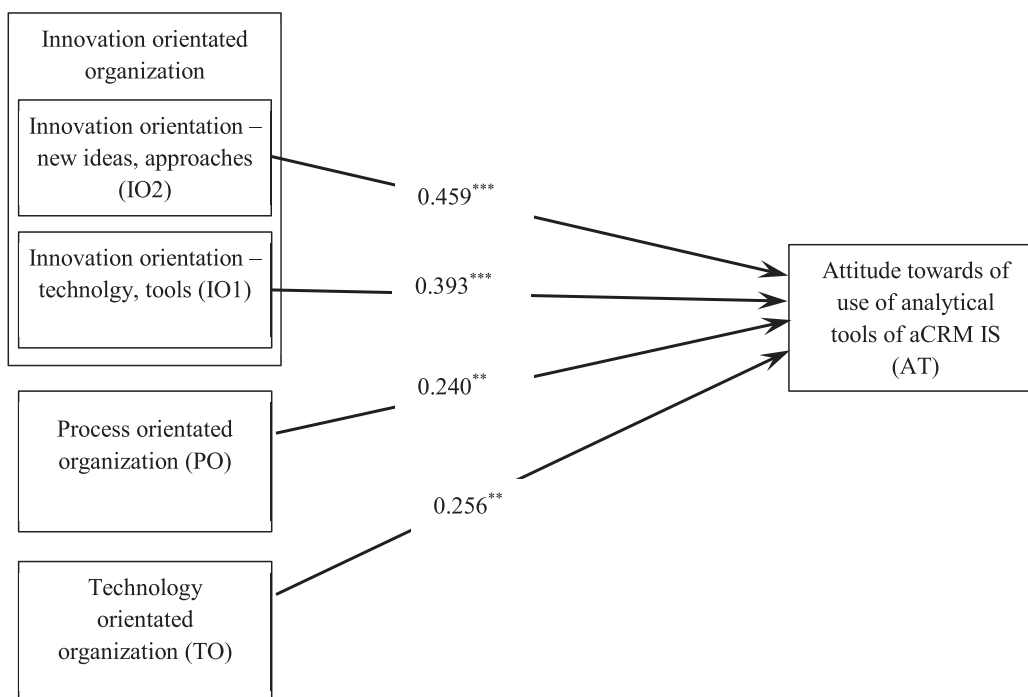 Innovation orientated
organization
Innovation orientation –
new ideas, approaches
(IO2)
Innovation orientation –
technolgy, tools (IO1)
Process orientated
organization (PO)
Technology
orientated
organization (TO)
0.459***
0.393***
0.240**
0.256**
Attitude towards of
use of analytical
tools of aCRM IS
(AT)